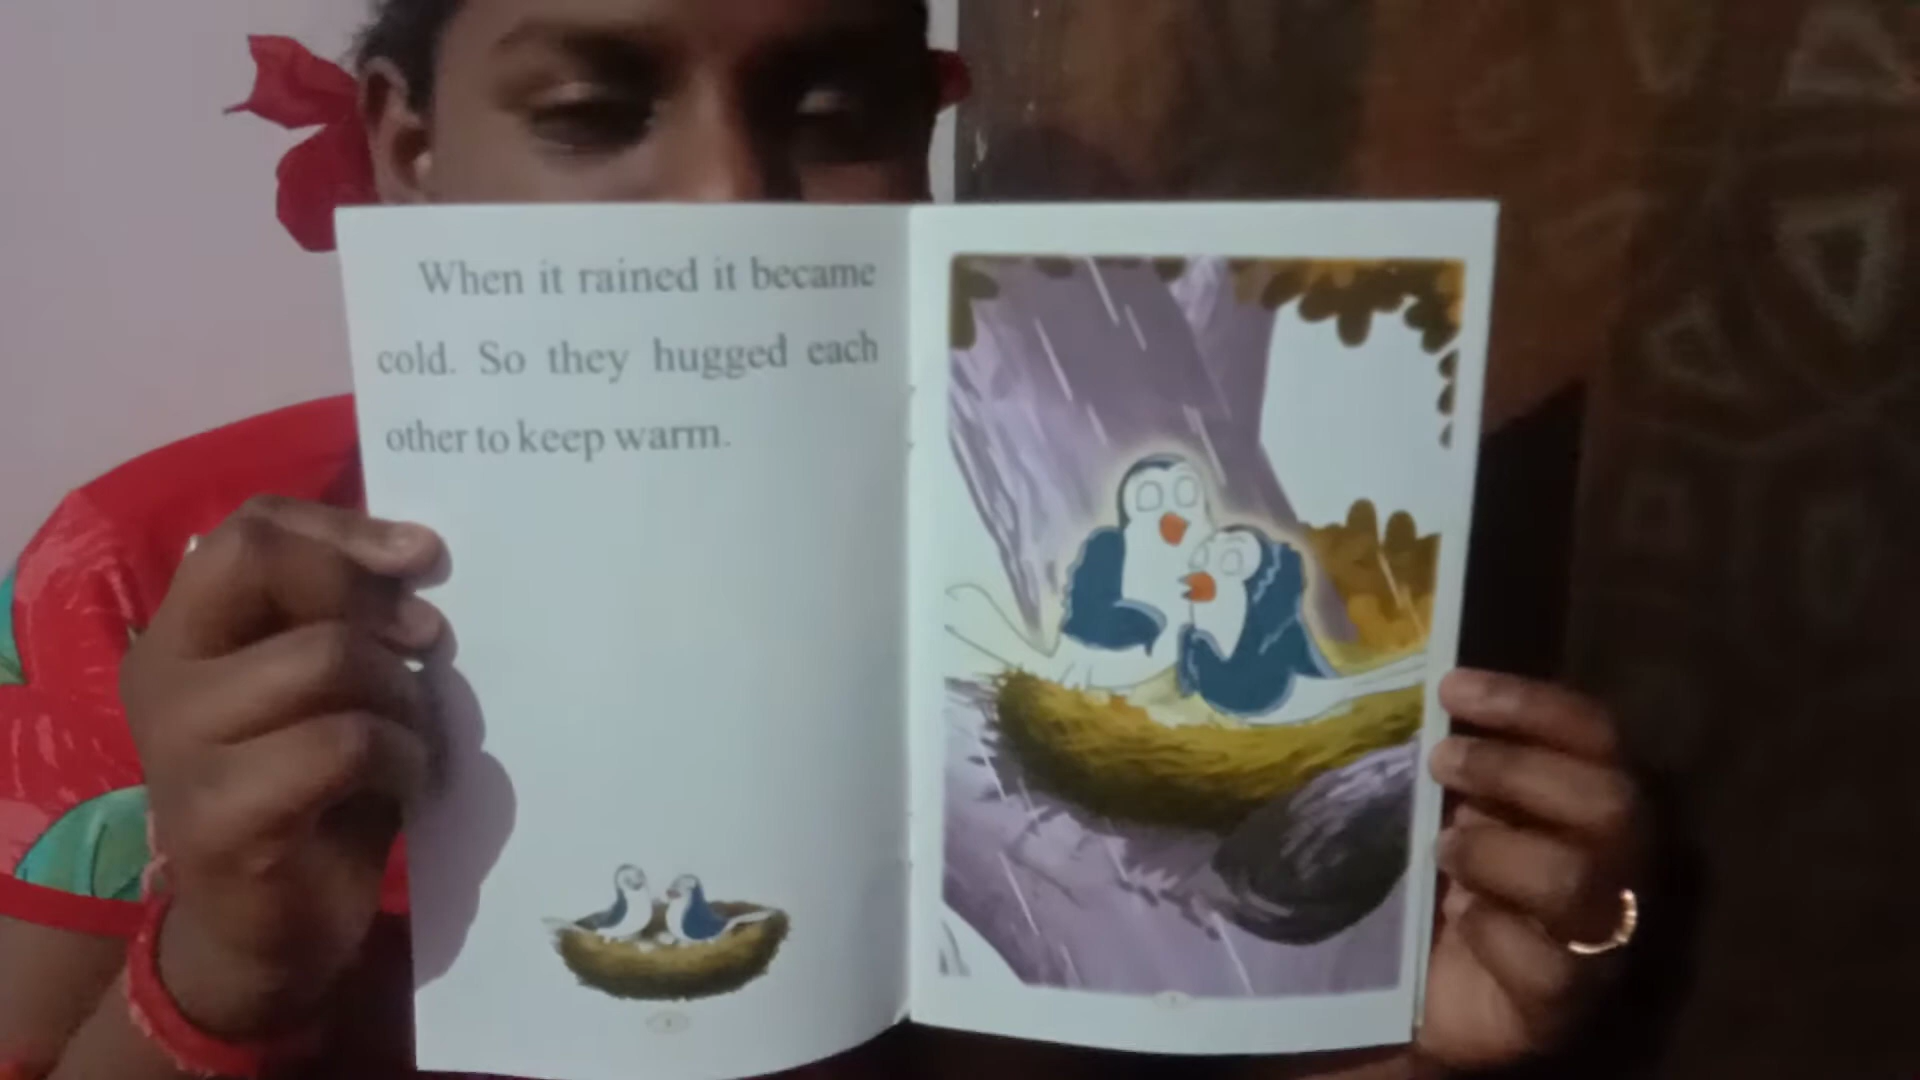 When it rained it became
cold. So they hugged each
other to keep warm.